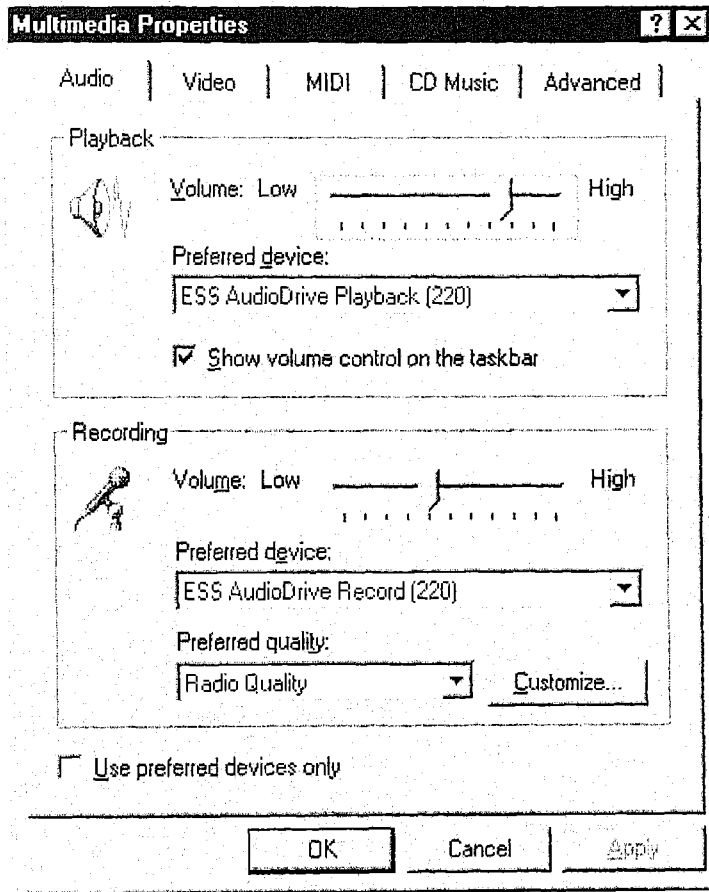 Multimedia Properties ? ×
Audio Video MIDI CD Music Advanced
Playback
Volume: Low High
Preferred device:
ESS AudioDrive Playback (220)
Show volume control on the taskbar
Recording
Volume: Low High
Preferred device:
ESS AudioDrive Record (220)
Preferred quality:
Radio Quality Customize...
Use preferred devices only
OK Cancel Apply